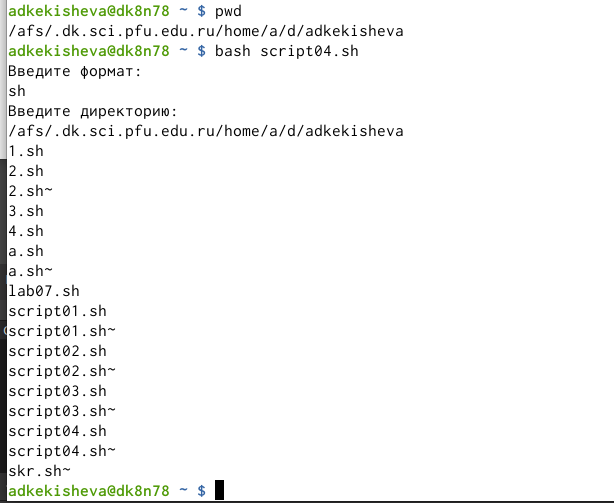 adkekisheva@dk8n78 ~ $ pwd
/afs/.dk.sci.pfu.edu.ru/home/a/d/adkekisheva
adkekisheva@dk8n78 ~ $ bash script04.sh
Введите формат:
sh
Введите директорию:
/afs/.dk.sci.pfu.edu.ru/home/a/d/adkekisheva
1.sh
2.sh
2.sh~
3.sh
4.sh
a.sh
a.sh~
lab07.sh
script01.sh
script01.sh~
script02.sh
script02.sh~
script03.sh
script03.sh~
script04.sh
script04.sh~
skr.sh~
adkekisheva@dk8n78 ~ $